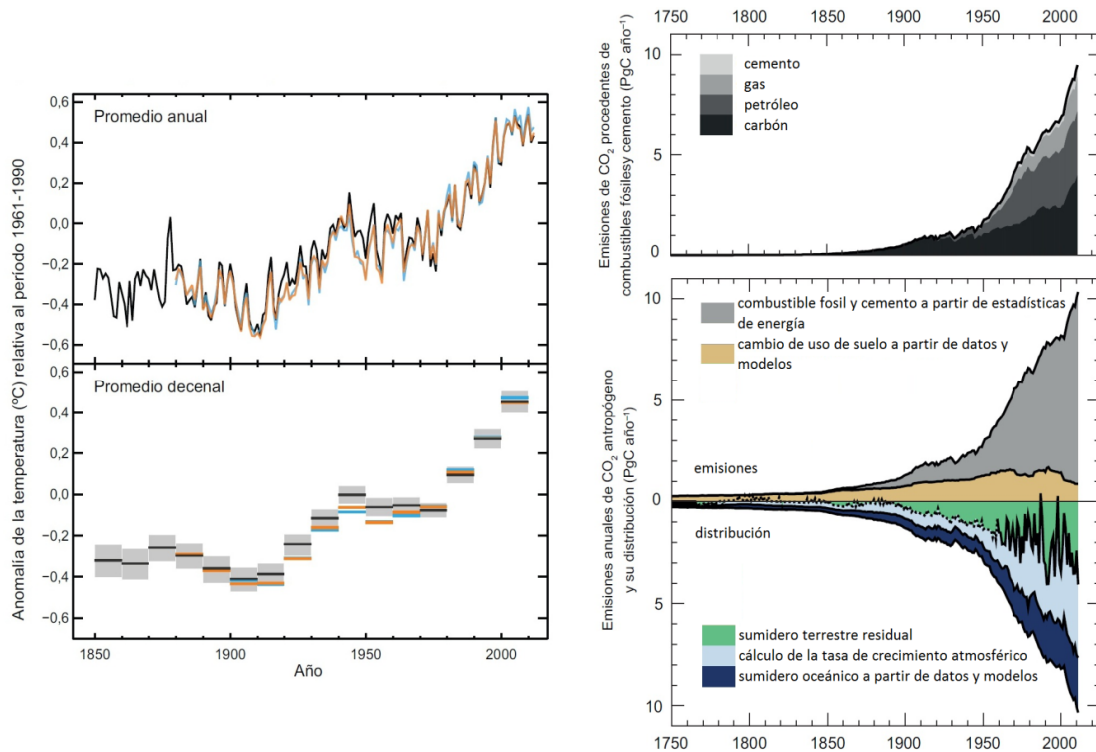 Anomalía de la temperatura (ºC) relativa al periodo 1961-1990
Promedio anual
0,6
0,4
0,2
0,0
−0,2
−0,4
−0,6
Promedio decenal
0,4
0,2
0,0
−0,2
−0,4
−0,6
1850
1900
1950
2000
Año
1750
1800
1850
1900
1950
2000
Emisiones de CO2 procedentes de
combustibles fósilesy cemento (PgC año−1)
10
5
0
cemento
gas
petróleo
carbón
Emisiones anuales de CO2 antropógeno
y su distribución (PgC año−1)
10
5
0
5
10
combustible fosil y cemento a partir de estadísticas
de energía
cambio de uso de suelo a partir de datos y
modelos
emisiones
distribución
sumidero terrestre residual
cálculo de la tasa de crecimiento atmosférico
sumidero oceánico a partir de datos y modelos
1750
1800
1850
1900
1950
2000